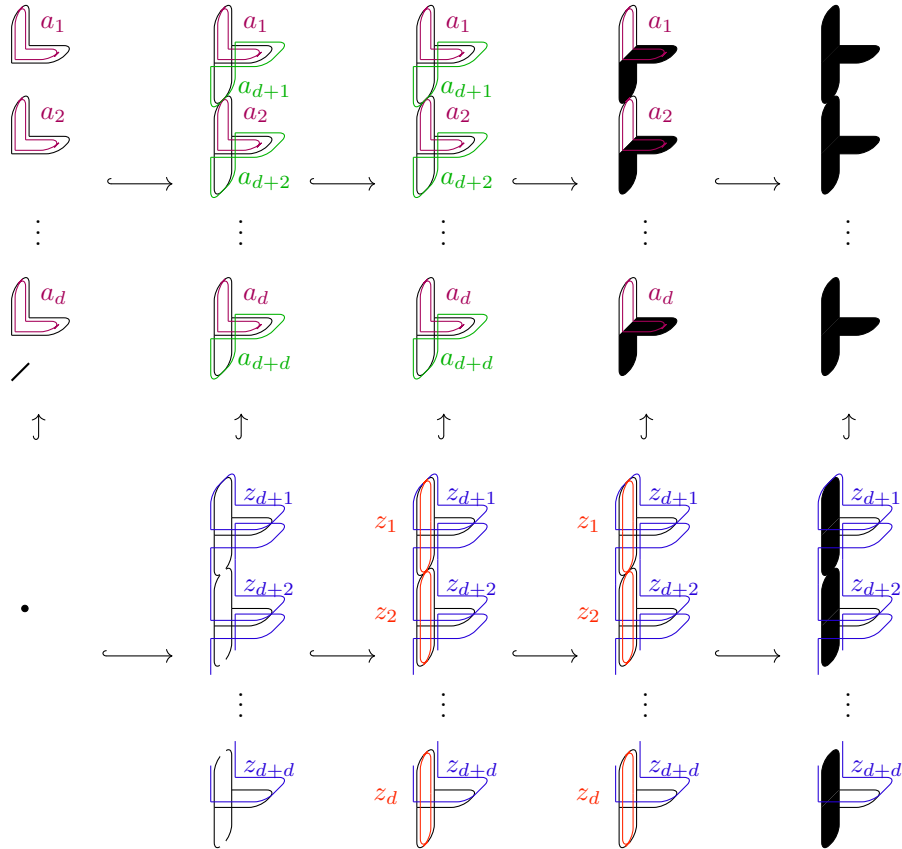 a_1 a_1 a_1 a_1
a_{d+1} a_{d+1}
a_2 a_2 a_2 a_2
a_{d+2} a_{d+2}
⋮ ⋮ ⋮ ⋮ ⋮
a_d a_d a_d a_d
a_{d+d} a_{d+d}
z_{d+1} z_{d+1} z_{d+1} z_{d+1}
z_1 z_1
z_{d+2} z_{d+2} z_{d+2} z_{d+2}
z_2 z_2
⋮ ⋮ ⋮ ⋮
z_{d+d} z_{d+d} z_{d+d} z_{d+d}
z_d z_d